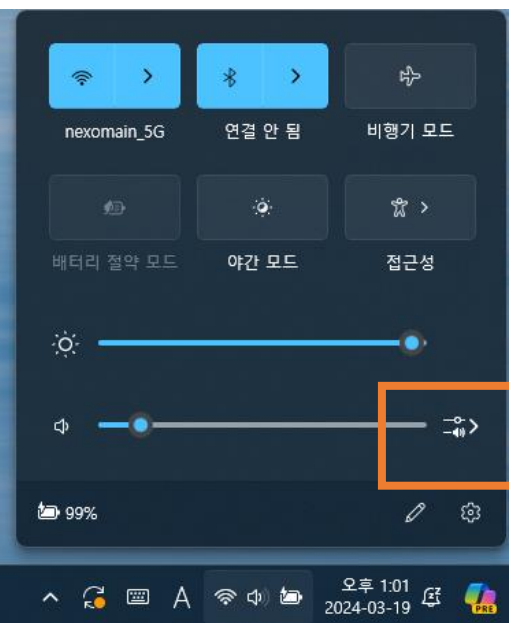 nexomain_5G 연결 안 됨 비행기 모드
배터리 절약 모드 야간 모드 접근성
99%
A 오후 1:01
2024-03-19
PRE